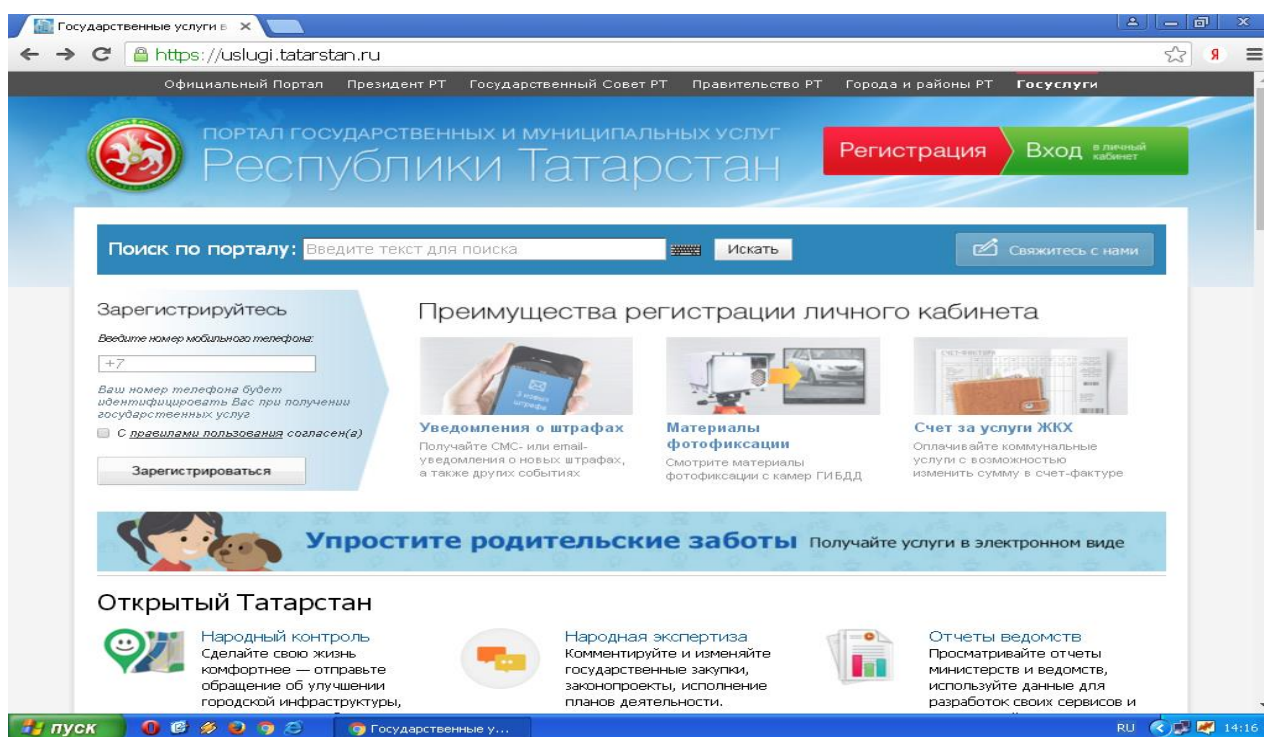 Государственные услуги в
https://uslugi.tatarstan.ru
Я
Официальный Портал Президент РТ Государственный Совет РТ Правительство РТ Города и районы РТ Госуслуги
ПОРТАЛ ГОСУДАРСТВЕННЫХ И МУНИЦИПАЛЬНЫХ УСЛУГ
Республики Татарстан
Регистрация Вход в личный кабинет
Поиск по порталу: Введите текст для поиска Искать Свяжитесь с нами
Зарегистрируйтесь
Введите номер мобильного телефона:
+7
Ваш номер телефона будет
идентифицировать Вас при получении
государственных услуг
С правилами пользования согласен(а)
Зарегистрироваться
Преимущества регистрации личного кабинета
3 новых
штрафа
Уведомления о штрафах
Получайте СМС- или email-
уведомления о новых штрафах,
а также других событиях
Материалы
фотофиксации
Смотрите материалы
фотофиксации с камер ГИБДД
СЧЕТ-ФАКТУРА
Счет за услуги ЖКХ
Оплачивайте коммунальные
услуги с возможностью
изменить сумму в счет-фактуре
Упростите родительские заботы Получайте услуги в электронном виде
Открытый Татарстан
Народный контроль
Сделайте свою жизнь
комфортнее — отправьте
обращение об улучшении
городской инфраструктуры,
Народная экспертиза
Комментируйте и изменяйте
государственные закупки,
законопроекты, исполнение
планов деятельности.
Отчеты ведомств
Просматривайте отчеты
министерств и ведомств,
используйте данные для
разработок своих сервисов и
пуск Государственные у... RU 14:16